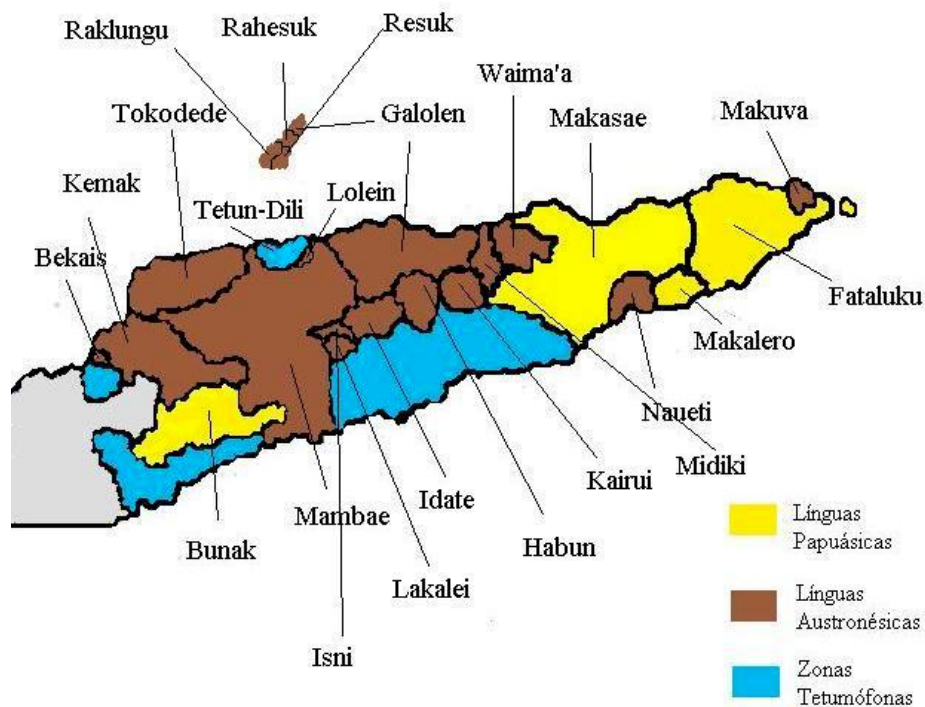 Raklungu
Rahesuk
Resuk
Waima'a
Tokodede
Galolen
Makasae
Makuva
Kemak
Tetun-Dili
Lolein
Bekais
Fataluku
Makalero
Naueti
Midiki
Kairui
Idate
Mambae
Habun
Bunak
Lakalei
Isni
Línguas
Papuásicas
Línguas
Austronésicas
Zonas
Tetumófonas